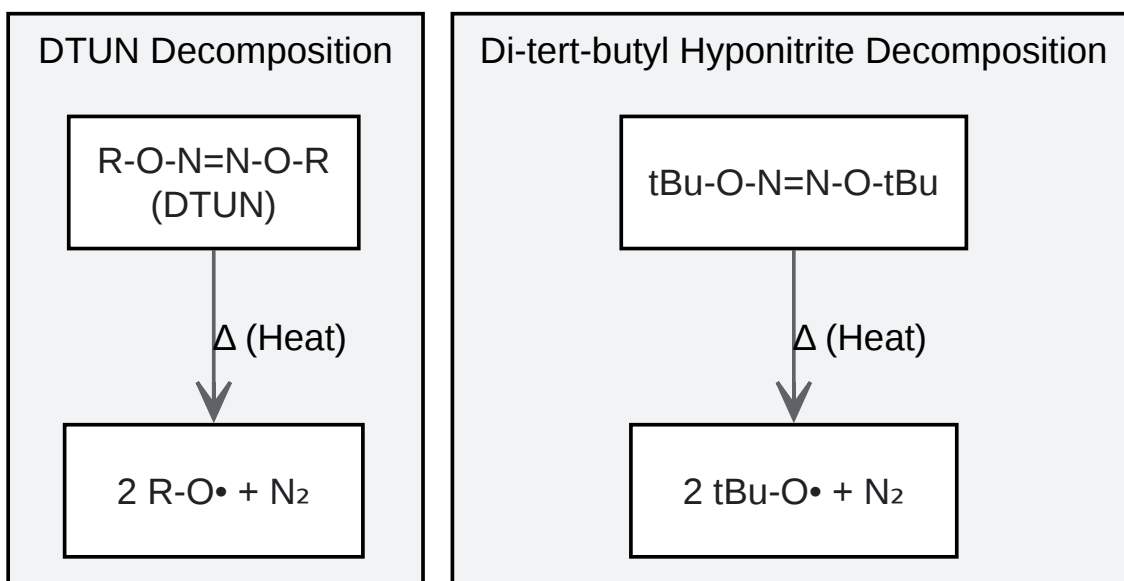 DTUN Decomposition
R-O-N=N-O-R
(DTUN)
Δ (Heat)
2 R-O• + N₂
Di-tert-butyl Hyponitrite Decomposition
tBu-O-N=N-O-tBu
Δ (Heat)
2 tBu-O• + N₂